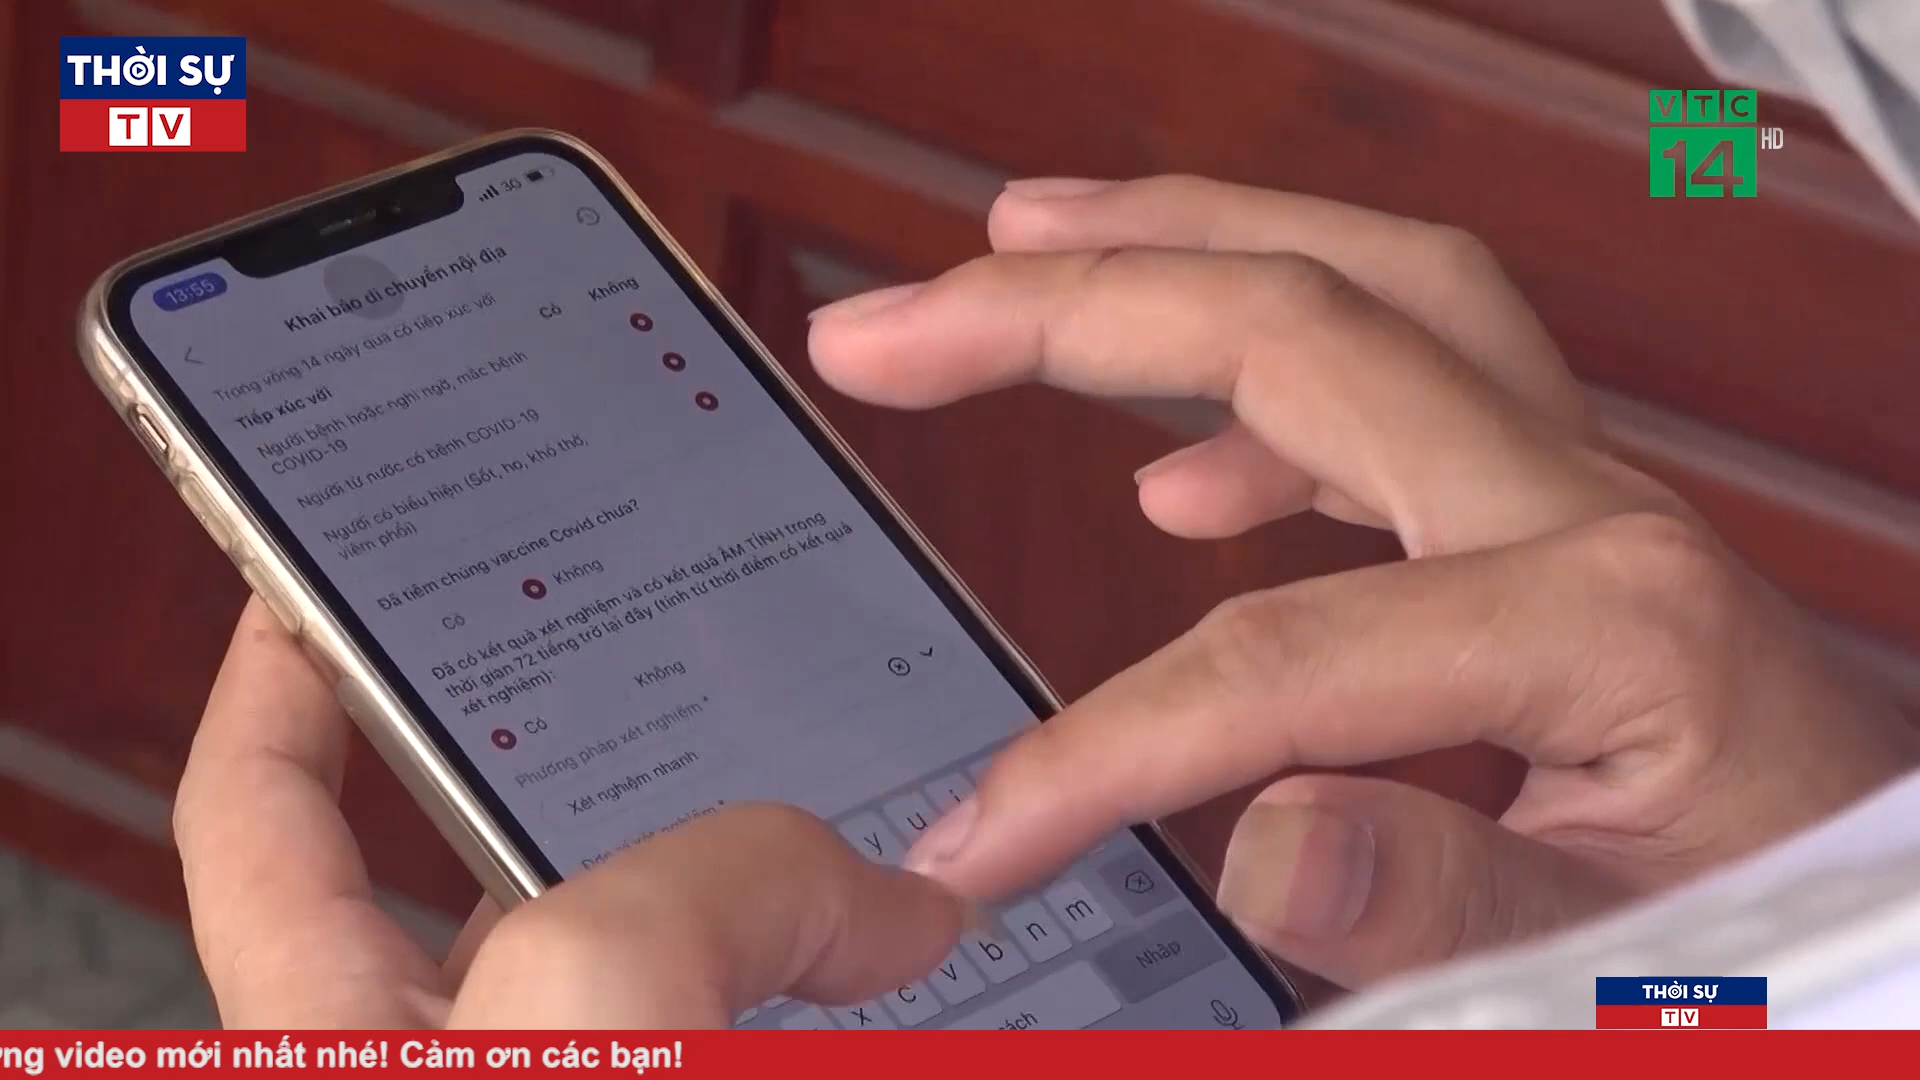 THỜI SỰ
TV
VTC
14 HD
13:55
3G
Khai báo di chuyển nội địa
Trong vòng 14 ngày qua có tiếp xúc với
Tiếp xúc với
Có
Không
Người bệnh hoặc nghi ngờ, mắc bệnh
COVID-19
Người từ nước có bệnh COVID-19
Người có biểu hiện (Sốt, ho, khó thở,
viêm phổi)
Đã tiêm chủng vaccine Covid chưa?
Có
Không
Đã có kết quả xét nghiệm và có kết quả ÂM TÍNH trong
thời gian 72 tiếng trở lại đây (tính từ thời điểm có kết quả
xét nghiệm):
Có
Không
Phương pháp xét nghiệm *
Xét nghiệm nhanh
xét nghiệm *
y u i
x c v b n m
cách
Nhập
THỜI SỰ
TV
video mới nhất nhé! Cảm ơn các bạn!